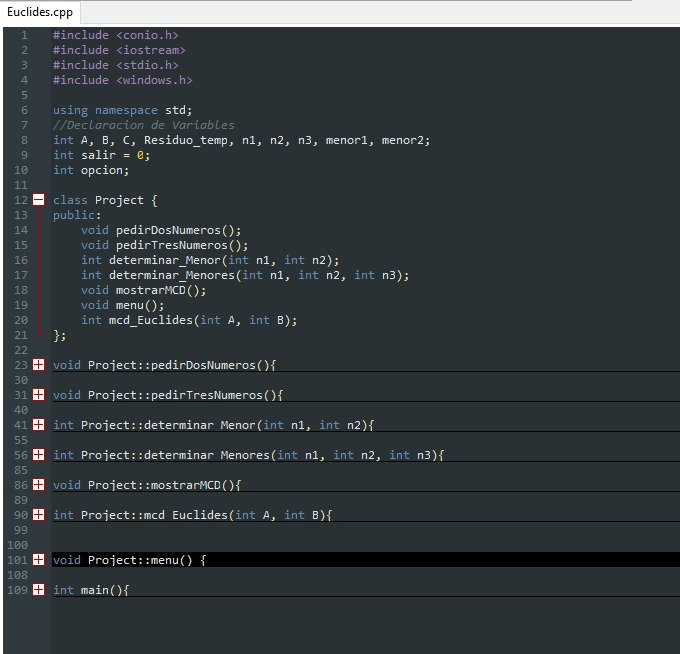 Euclides.cpp
1 #include <conio.h>
2 #include <iostream>
3 #include <stdio.h>
4 #include <windows.h>
5
6 using namespace std;
7 //Declaracion de Variables
8 int A, B, C, Residuo_temp, n1, n2, n3, menor1, menor2;
9 int salir = 0;
10 int opcion;
11
12 class Project {
13 public:
14 void pedirDosNumeros();
15 void pedirTresNumeros();
16 int determinar_Menor(int n1, int n2);
17 int determinar_Menores(int n1, int n2, int n3);
18 void mostrarMCD();
19 void menu();
20 int mcd_Euclides(int A, int B);
21 };
22
23 void Project::pedirDosNumeros(){
30
31 void Project::pedirTresNumeros(){
40
41 int Project::determinar_Menor(int n1, int n2){
55
56 int Project::determinar_Menores(int n1, int n2, int n3){
85
86 void Project::mostrarMCD(){
89
90 int Project::mcd_Euclides(int A, int B){
99
100
101 void Project::menu() {
108
109 int main(){